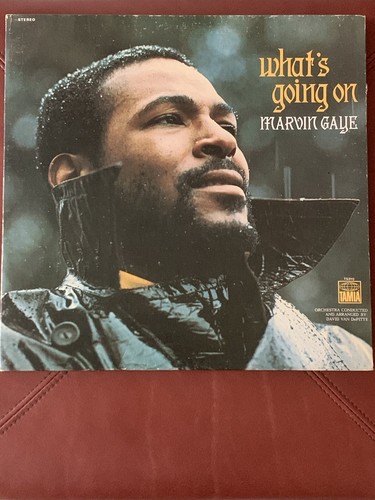 STEREO
what's
going on
MARVIN GAYE
TAMLA
ORCHESTRA CONDUCTED
AND ARRANGED BY:
DAVID VAN DePITTE